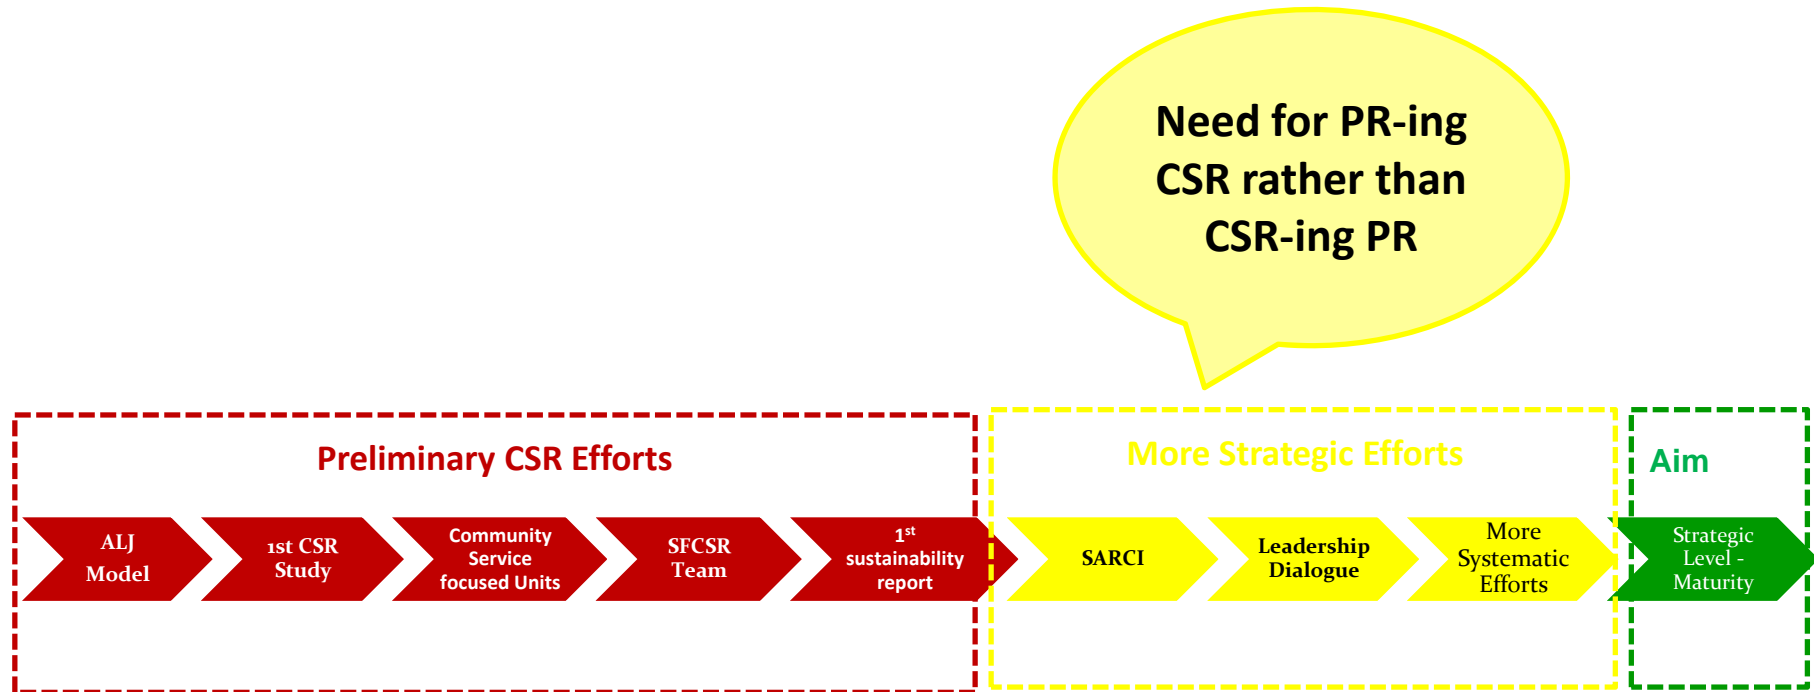 Need for PR-ing
CSR rather than
CSR-ing PR
Preliminary CSR Efforts
More Strategic Efforts
Aim
ALJ
Model
1st CSR
Study
Community
Service
focused Units
SFCSR
Team
1st
sustainability
report
SARCI
Leadership
Dialogue
More
Systematic
Efforts
Strategic
Level -
Maturity